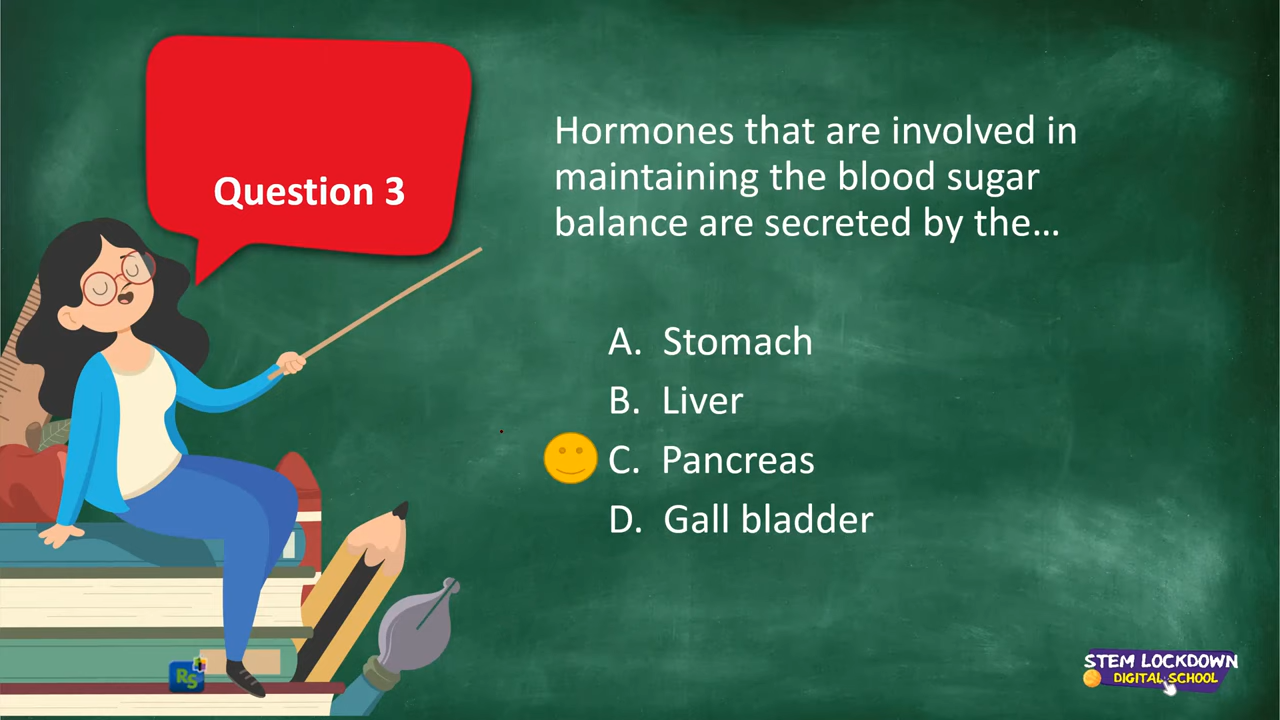 Question 3
Hormones that are involved in
maintaining the blood sugar
balance are secreted by the...
A. Stomach
B. Liver
C. Pancreas
D. Gall bladder
RS
STEM LOCKDOWN
DIGITAL SCHOOL